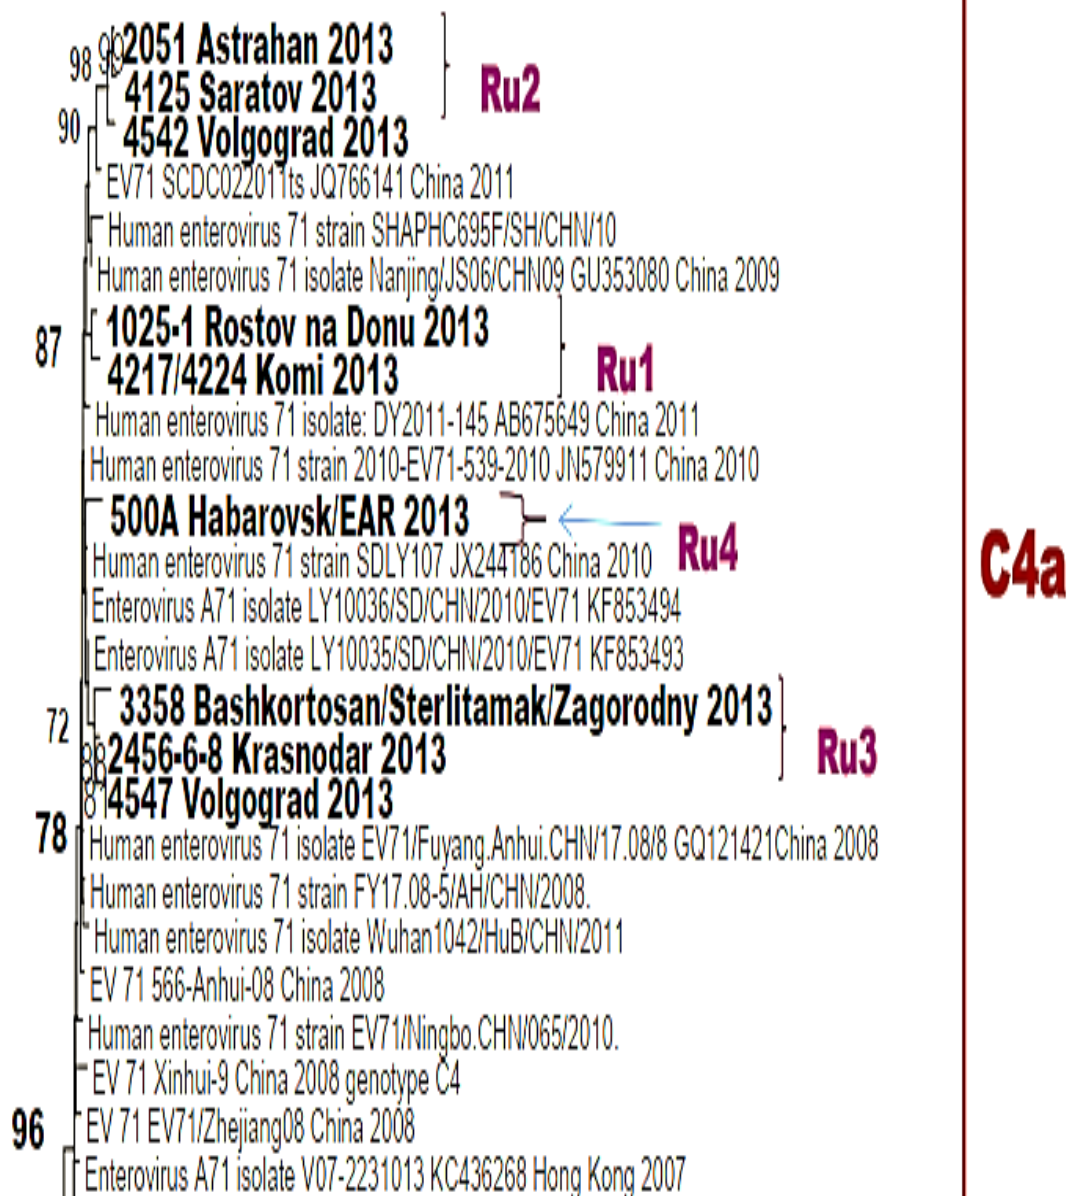 98 99 2051 Astrahan 2013
4125 Saratov 2013
Ru2
90
4542 Volgograd 2013
EV71 SCDC022011ts JQ766141 China 2011
Human enterovirus 71 strain SHAPHC695F/SH/CHN/10
Human enterovirus 71 isolate Nanjing/JS06/CHN09 GU353080 China 2009
1025-1 Rostov na Donu 2013
87
4217/4224 Komi 2013
Ru1
Human enterovirus 71 isolate: DY2011-145 AB675649 China 2011
Human enterovirus 71 strain 2010-EV71-539-2010 JN579911 China 2010
500A Habarovsk/EAR 2013
Ru4
Human enterovirus 71 strain SDLY107 JX244186 China 2010
C4a
Enterovirus A71 isolate LY10036/SD/CHN/2010/EV71 KF853494
Enterovirus A71 isolate LY10035/SD/CHN/2010/EV71 KF853493
3358 Bashkortosan/Sterlitamak/Zagorodny 2013
72
2456-6-8 Krasnodar 2013
Ru3
4547 Volgograd 2013
78
Human enterovirus 71 isolate EV71/Fuyang.Anhui.CHN/17.08/8 GQ121421China 2008
Human enterovirus 71 strain FY17.08-5/AH/CHN/2008.
Human enterovirus 71 isolate Wuhan1042/HuB/CHN/2011
EV 71 566-Anhui-08 China 2008
Human enterovirus 71 strain EV71/Ningbo.CHN/065/2010.
EV 71 Xinhui-9 China 2008 genotype C4
96
EV 71 EV71/Zhejiang08 China 2008
Enterovirus A71 isolate V07-2231013 KC436268 Hong Kong 2007